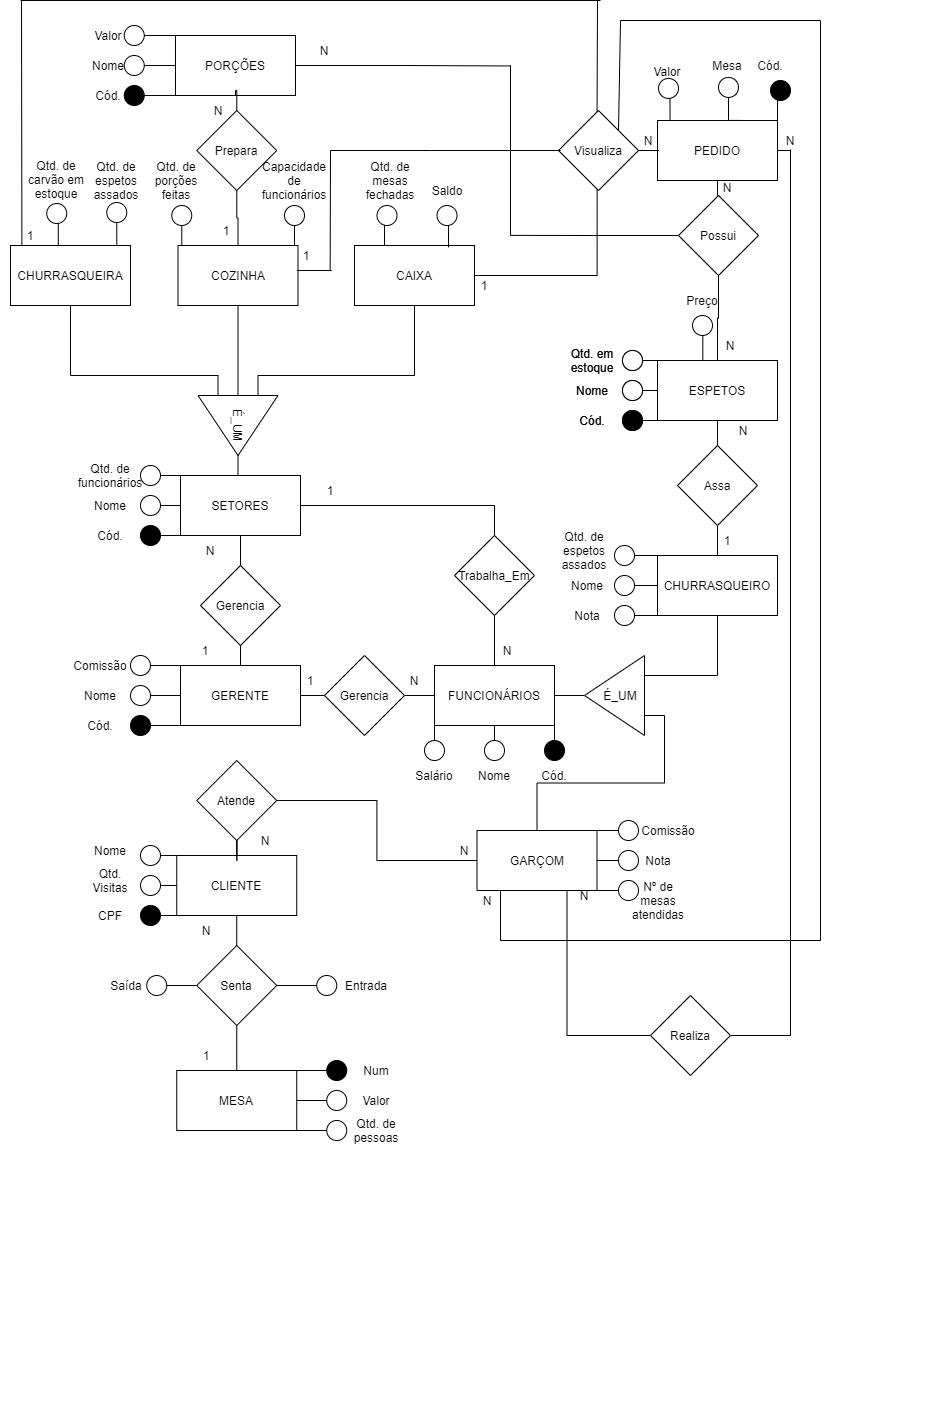 Valor
Nome
Cód.
PORÇÕES
N
N
Prepara
Valor
Mesa
Cód.
PEDIDO
N
N
N
Visualiza
Qtd. de
carvão em
estoque
Qtd. de
espetos
assados
Qtd. de
porções
feitas
Capacidade
de
funcionários
Qtd. de
mesas
fechadas
Saldo
1
1
1
1
CHURRASQUEIRA
COZINHA
CAIXA
Possui
Preço
N
Qtd. em
estoque
Nome
Cód.
ESPETOS
N
É_UM
Assa
1
Qtd. de
funcionários
Nome
Cód.
SETORES
1
N
Trabalha_Em
N
Qtd. de
espetos
assados
Nome
Nota
CHURRASQUEIRO
Gerencia
1
Comissão
Nome
Cód.
GERENTE
1
Gerencia
N
FUNCIONÁRIOS
É_UM
Salário
Nome
Cód.
Atende
N
N
GARÇOM
Comissão
Nota
Nº de
mesas
atendidas
N
N
Nome
Qtd.
Visitas
CPF
CLIENTE
N
Saída
Senta
Entrada
Realiza
1
MESA
Num
Valor
Qtd. de
pessoas